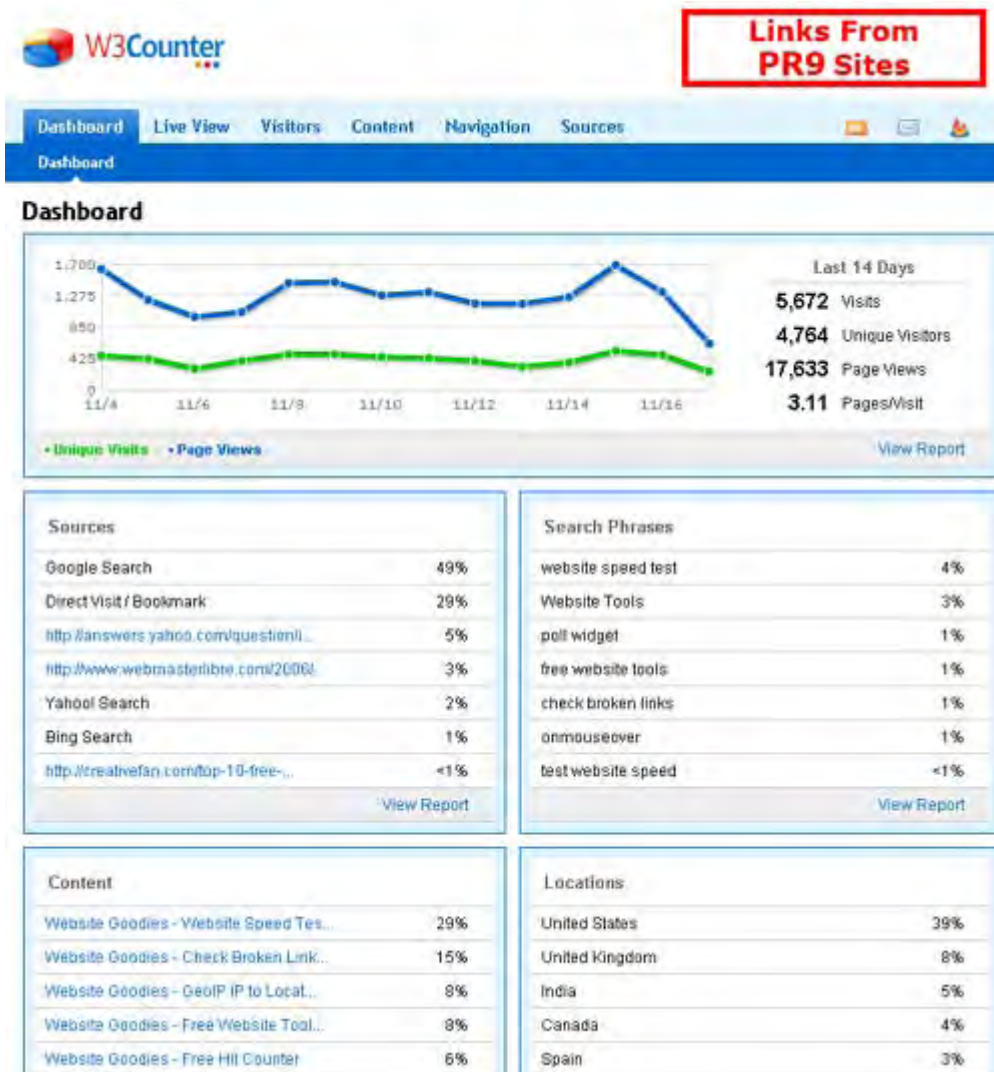 W3Counter
Links From
PR9 Sites
Dashboard Live View Visitors Content Navigation Sources
Dashboard
Dashboard
1,700
1,275
850
425
0
11/4 11/6 11/8 11/10 11/12 11/14 11/16
Unique Visits Page Views
Last 14 Days
5,672 Visits
4,764 Unique Visitors
17,633 Page Views
3.11 Pages/Visit
View Report
Sources
Google Search 49%
Direct Visit / Bookmark 29%
http://answers.yahoo.com/question/i... 5%
http://www.webmasterlibre.com/2006/ 3%
Yahoo! Search 2%
Bing Search 1%
http://creativefan.com/top-10-free-... <1%
View Report
Search Phrases
website speed test 4%
Website Tools 3%
poll widget 1%
free website tools 1%
check broken links 1%
onmouseover 1%
test website speed <1%
View Report
Content
Website Goodies - Website Speed Tes... 29%
Website Goodies - Check Broken Link... 15%
Website Goodies - GeoIP IP to Locat... 8%
Website Goodies - Free Website Tool... 8%
Website Goodies - Free Hit Counter 6%
Locations
United States 39%
United Kingdom 8%
India 5%
Canada 4%
Spain 3%